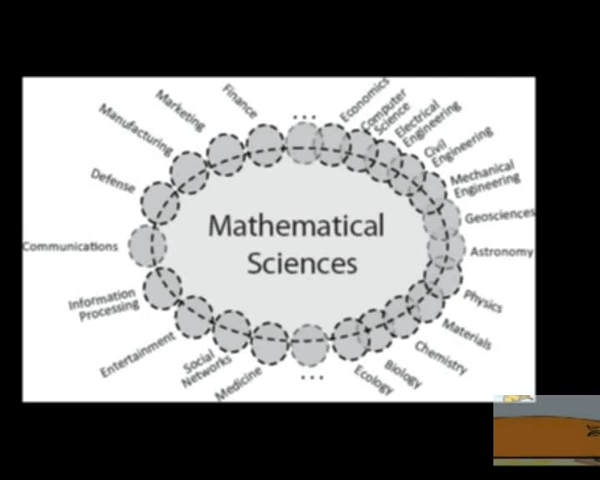 Mathematical
Sciences
...
Economics
Computer
Science
Electrical
Engineering
Civil
Engineering
Mechanical
Engineering
Geosciences
Astronomy
Physics
Materials
Chemistry
Biology
Ecology
...
Medicine
Social
Networks
Entertainment
Information
Processing
Communications
Defense
Manufacturing
Marketing
Finance